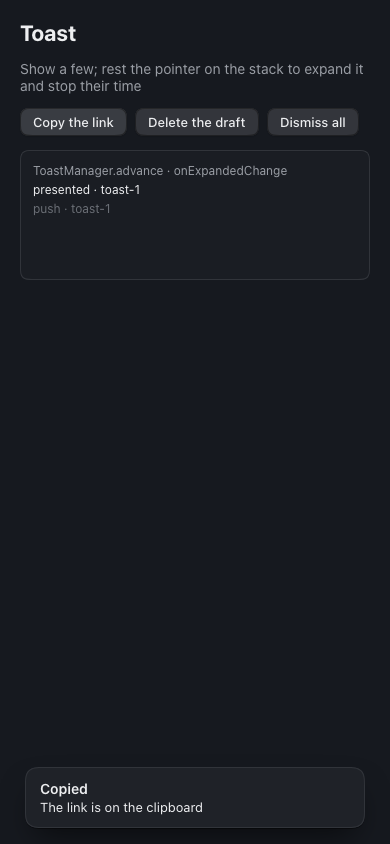 Toast
Show a few; rest the pointer on the stack to expand it
and stop their time
Copy the link
Delete the draft
Dismiss all
ToastManager.advance · onExpandedChange
presented · toast-1
push · toast-1
Copied
The link is on the clipboard